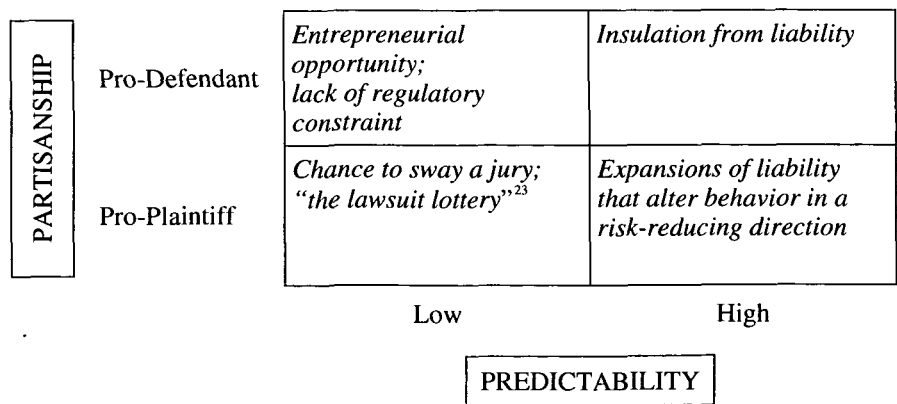 PARTISANSHIP
Pro-Defendant
Entrepreneurial
opportunity;
lack of regulatory
constraint
Insulation from liability
Pro-Plaintiff
Chance to sway a jury;
“the lawsuit lottery”23
Expansions of liability
that alter behavior in a
risk-reducing direction
Low
High
PREDICTABILITY